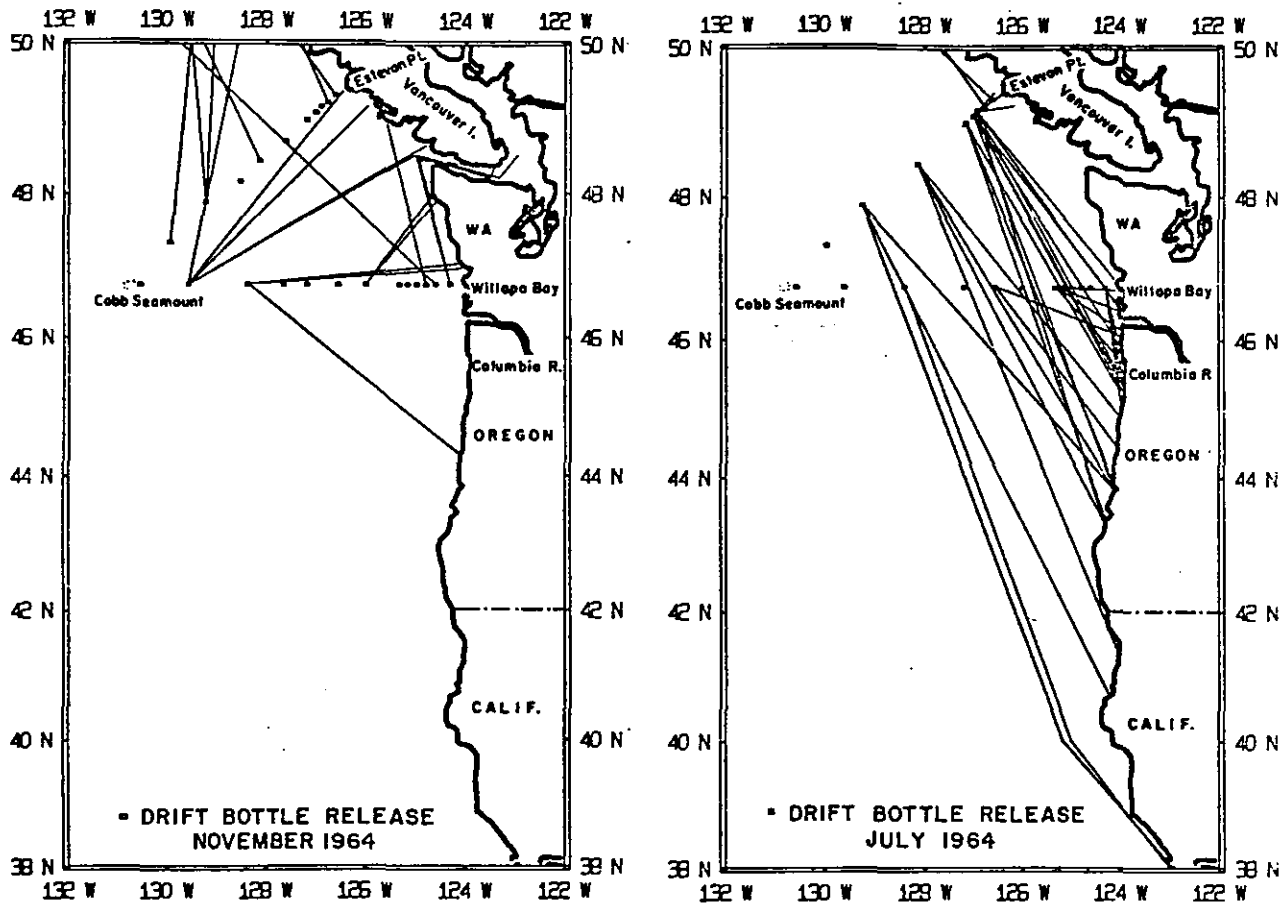 132 W 130 W 128 W 126 W 124 W 122 W
50 N 50 N
Estevan Pt.
Vancouver I.
48 N 48 N
WA
Cobb Seamount
Willapa Bay
46 N 46 N
Columbia R.
OREGON
44 N 44 N
42 N 42 N
CALIF.
40 N 40 N
DRIFT BOTTLE RELEASE
NOVEMBER 1964
38 N 38 N
132 W 130 W 128 W 126 W 124 W 122 W
132 W 130 W 128 W 126 W 124 W 122 W
50 N 50 N
Estevan Pt.
Vancouver I.
48 N 48 N
WA
Cobb Seamount
Willapa Bay
46 N 46 N
Columbia R
OREGON
44 N 44 N
42 N 42 N
CALIF.
40 N 40 N
DRIFT BOTTLE RELEASE
JULY 1964
38 N 38 N
132 W 130 W 128 W 126 W 124 W 122 W